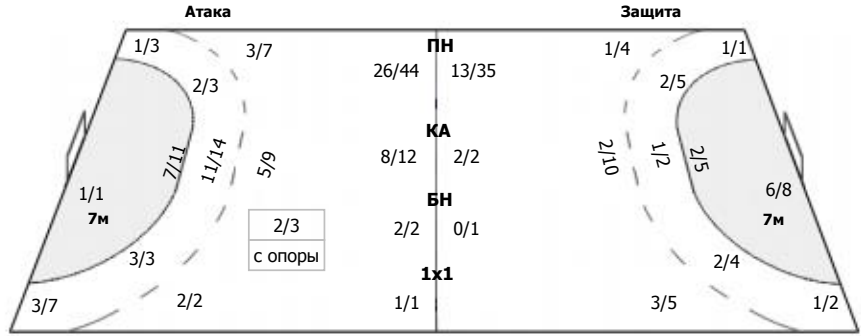 Атака Защита
1/3 3/7 ПН 1/4 1/1
26/44 13/35
2/3 2/5
КА
7/11 11/14 5/9 8/12 2/2 2/10 1/2 2/5
1/1 6/8
7м 7м
БН
2/2 0/1
2/3
с опоры
3/3 2/4
1x1
3/7 2/2 1/1 3/5 1/2